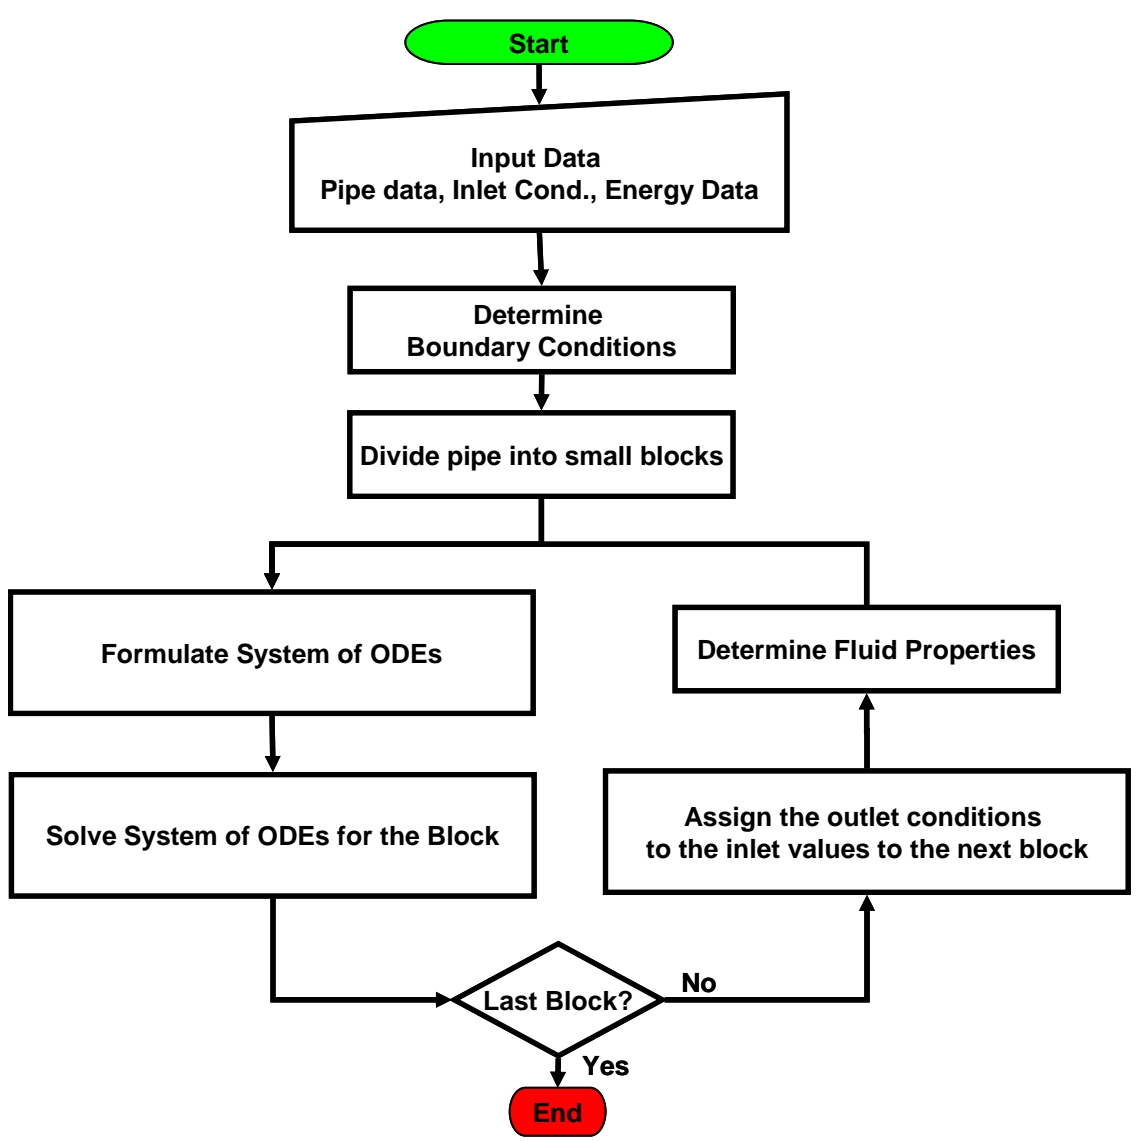 Start
Input Data
Pipe data, Inlet Cond., Energy Data
Determine
Boundary Conditions
Divide pipe into small blocks
Formulate System of ODEs
Determine Fluid Properties
Solve System of ODEs for the Block
Assign the outlet conditions
to the inlet values to the next block
Last Block?
No
Yes
End